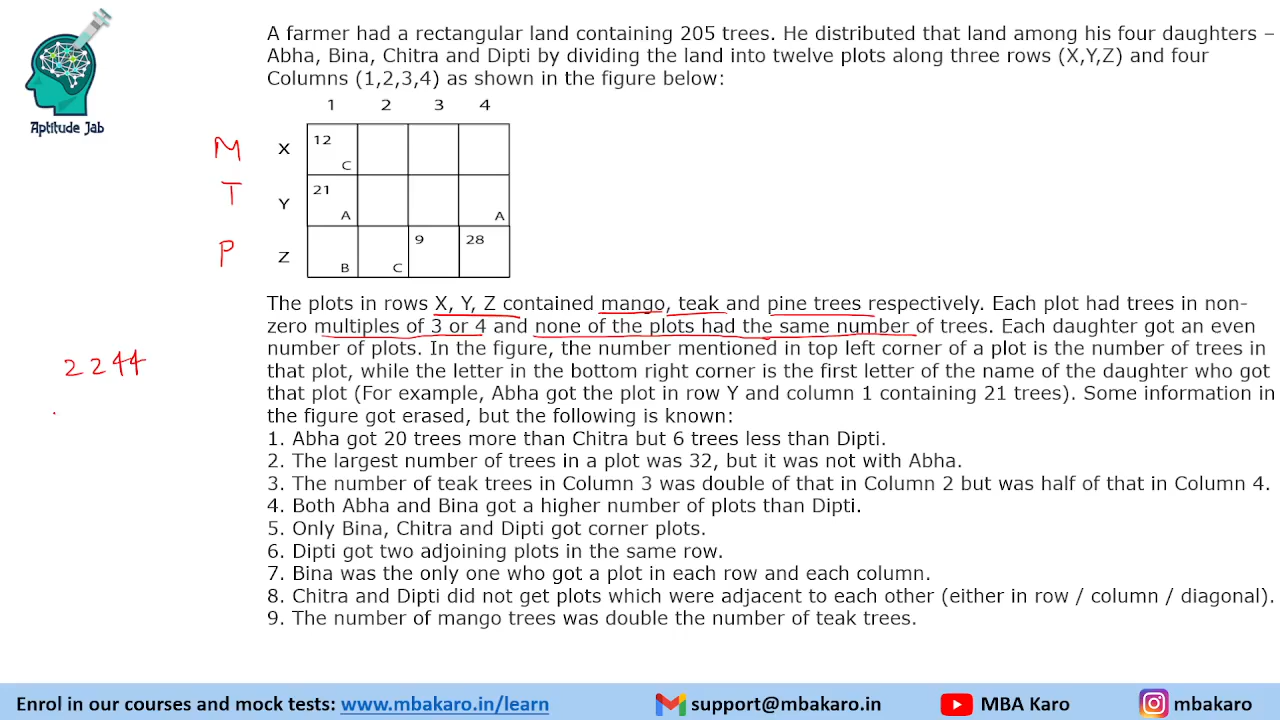 A farmer had a rectangular land containing 205 trees. He distributed that land among his four daughters –
Abha, Bina, Chitra and Dipti by dividing the land into twelve plots along three rows (X,Y,Z) and four
Columns (1,2,3,4) as shown in the figure below:
Aptitude Jab
1 2 3 4
M X 12 C
T Y 21 A A
P Z B C 9 28
The plots in rows X, Y, Z contained mango, teak and pine trees respectively. Each plot had trees in non-
zero multiples of 3 or 4 and none of the plots had the same number of trees. Each daughter got an even
number of plots. In the figure, the number mentioned in top left corner of a plot is the number of trees in
2244
that plot, while the letter in the bottom right corner is the first letter of the name of the daughter who got
that plot (For example, Abha got the plot in row Y and column 1 containing 21 trees). Some information in
the figure got erased, but the following is known:
1. Abha got 20 trees more than Chitra but 6 trees less than Dipti.
2. The largest number of trees in a plot was 32, but it was not with Abha.
3. The number of teak trees in Column 3 was double of that in Column 2 but was half of that in Column 4.
4. Both Abha and Bina got a higher number of plots than Dipti.
5. Only Bina, Chitra and Dipti got corner plots.
6. Dipti got two adjoining plots in the same row.
7. Bina was the only one who got a plot in each row and each column.
8. Chitra and Dipti did not get plots which were adjacent to each other (either in row / column / diagonal).
9. The number of mango trees was double the number of teak trees.
Enrol in our courses and mock tests: www.mbakaro.in/learn support@mbakaro.in MBA Karo mbakaro